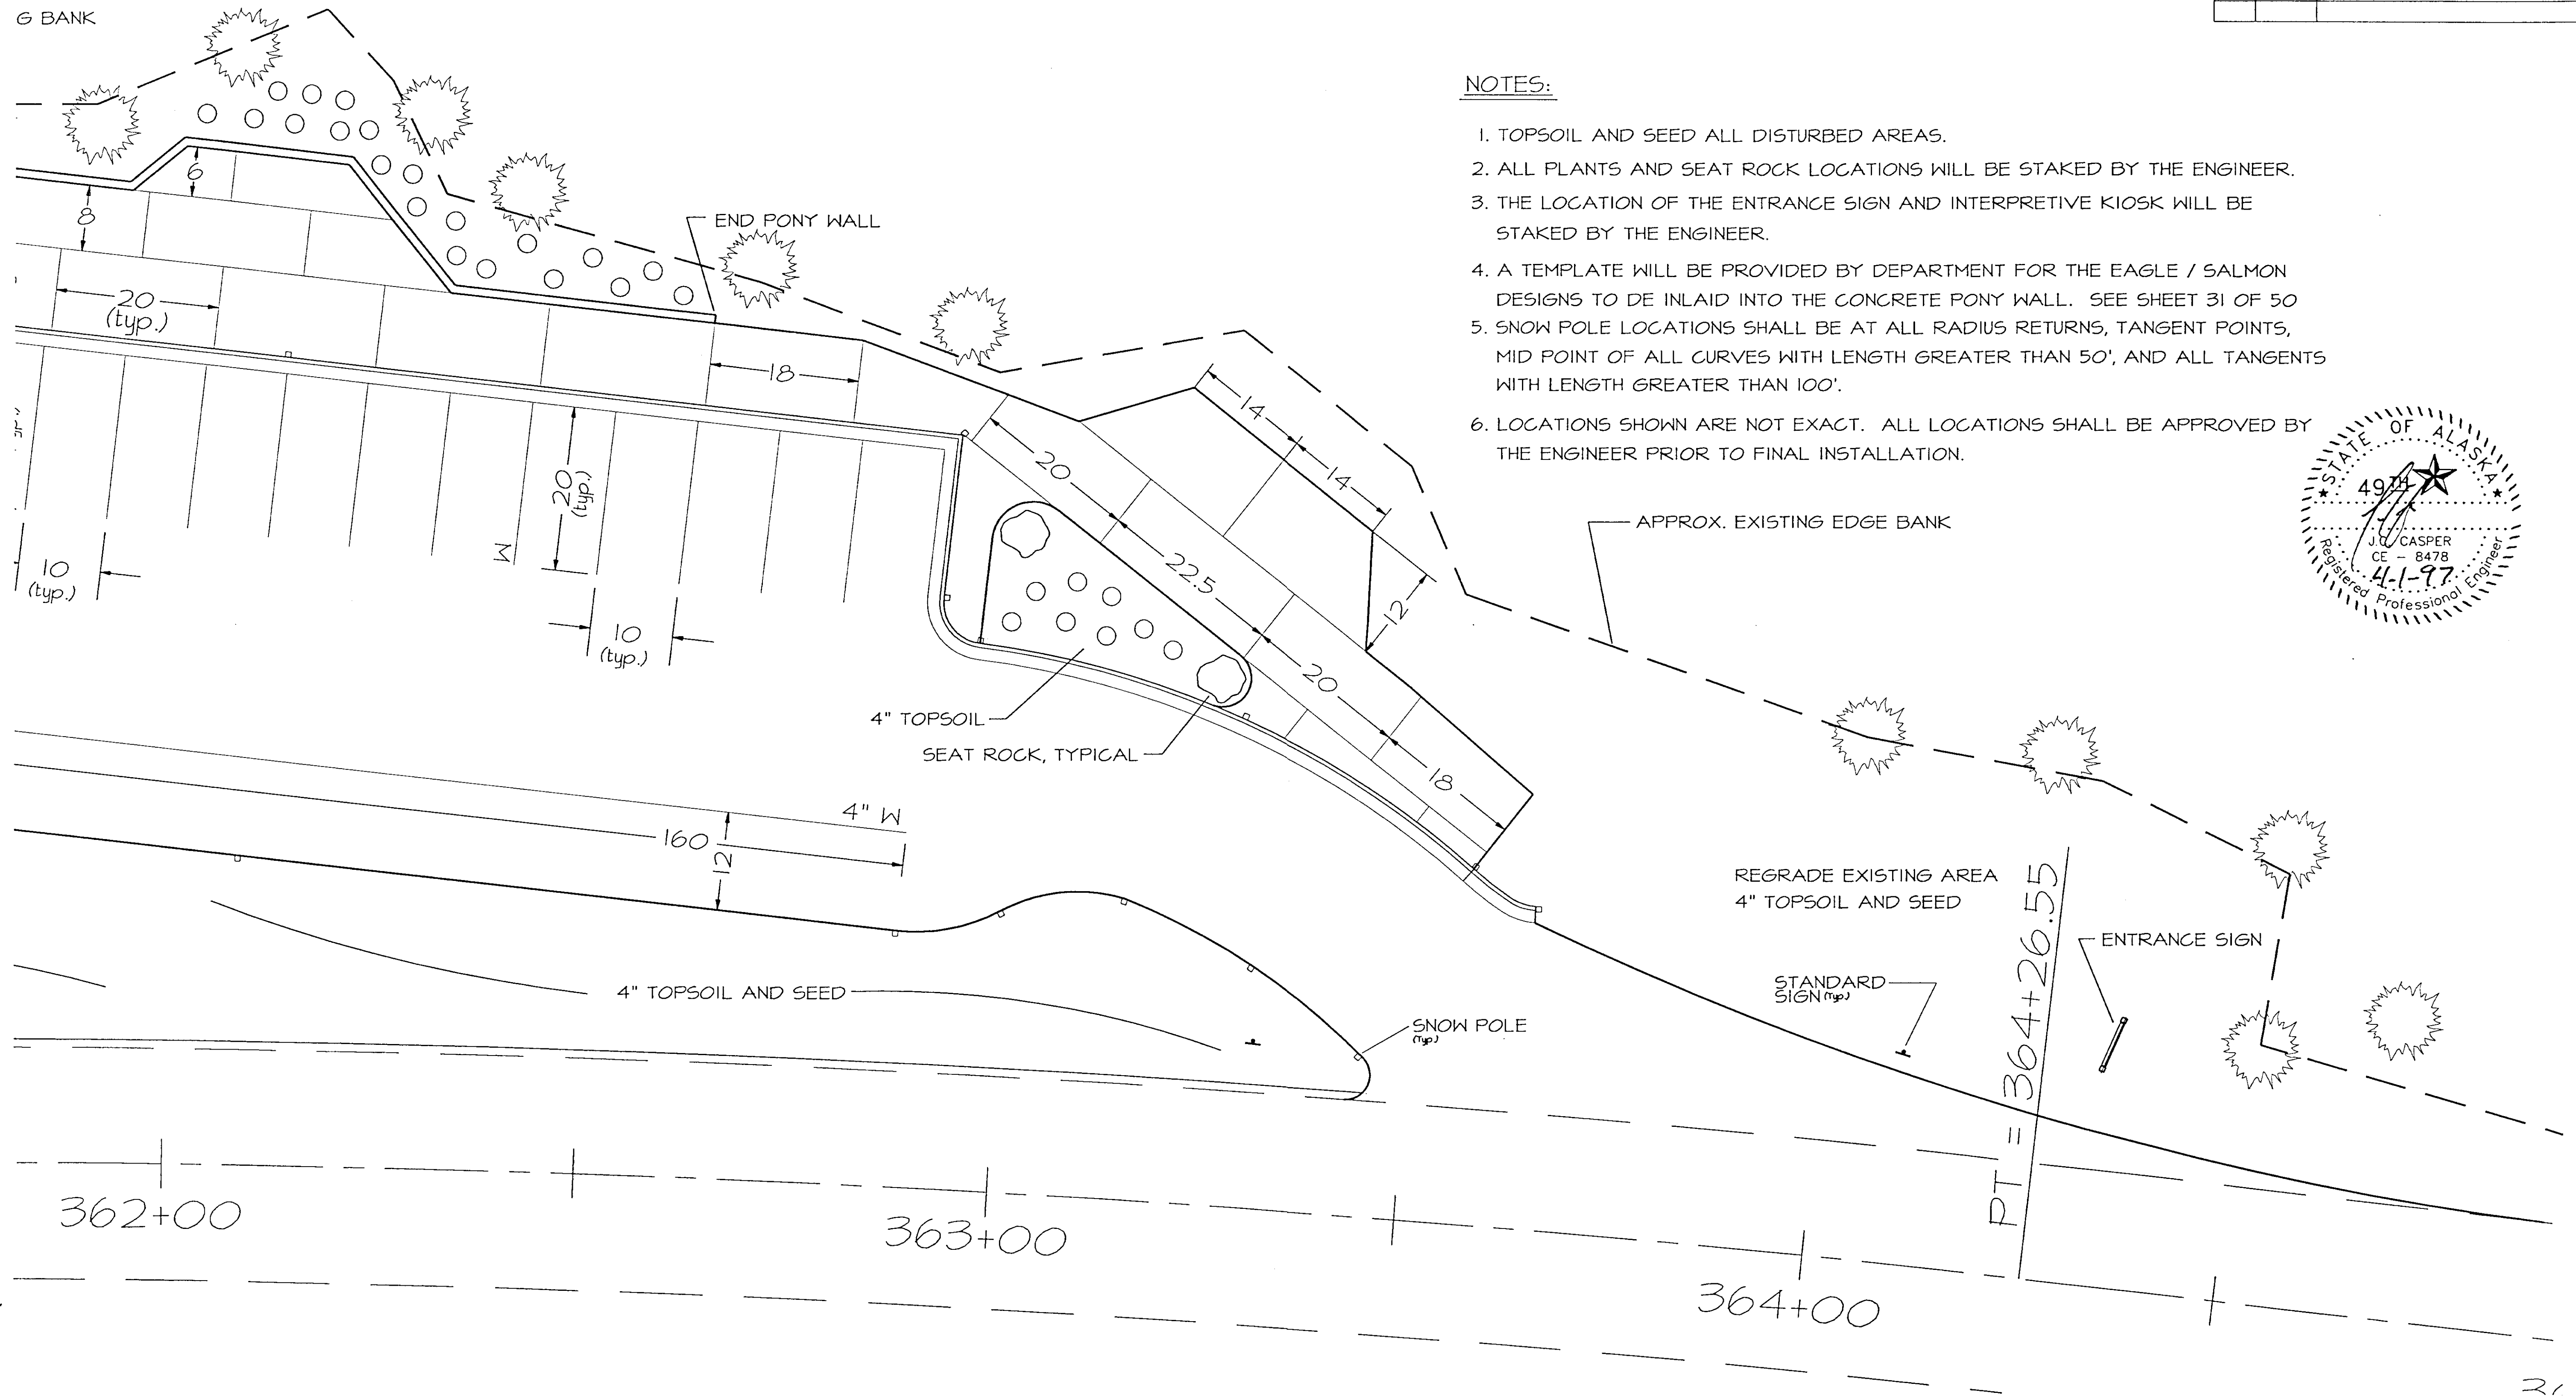 G BANK
NOTES:
1. TOPSOIL AND SEED ALL DISTURBED AREAS.
2. ALL PLANTS AND SEAT ROCK LOCATIONS WILL BE STAKED BY THE ENGINEER.
3. THE LOCATION OF THE ENTRANCE SIGN AND INTERPRETIVE KIOSK WILL BE
STAKED BY THE ENGINEER.
4. A TEMPLATE WILL BE PROVIDED BY DEPARTMENT FOR THE EAGLE / SALMON
DESIGNS TO DE INLAID INTO THE CONCRETE PONY WALL. SEE SHEET 31 OF 50
5. SNOW POLE LOCATIONS SHALL BE AT ALL RADIUS RETURNS, TANGENT POINTS,
MID POINT OF ALL CURVES WITH LENGTH GREATER THAN 50', AND ALL TANGENTS
WITH LENGTH GREATER THAN 100'.
6. LOCATIONS SHOWN ARE NOT EXACT. ALL LOCATIONS SHALL BE APPROVED BY
THE ENGINEER PRIOR TO FINAL INSTALLATION.
STATE OF ALASKA
49TH
J.C. CASPER
CE - 8478
4-1-97
Registered Professional Engineer
6
8
END PONY WALL
20
(typ.)
18
14
14
20
20
(typ.)
22.5
12
APPROX. EXISTING EDGE BANK
W
10
(typ.)
10
(typ.)
20
4" TOPSOIL
SEAT ROCK, TYPICAL
18
4" W
160
12
REGRADE EXISTING AREA
4" TOPSOIL AND SEED
ENTRANCE SIGN
STANDARD
SIGN (Typ.)
4" TOPSOIL AND SEED
SNOW POLE
(Typ.)
PT = 364+26.55
362+00
363+00
364+00